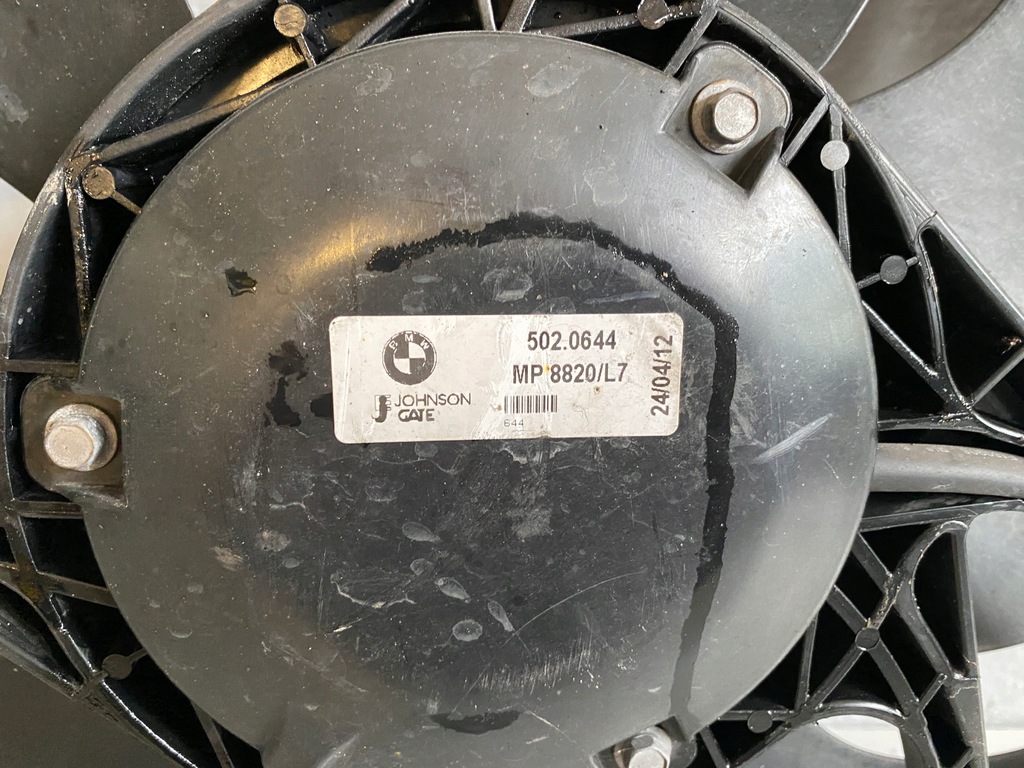 BMW
502.0644
MP 8820/L7
24/04/12
JOHNSON
GATE
644